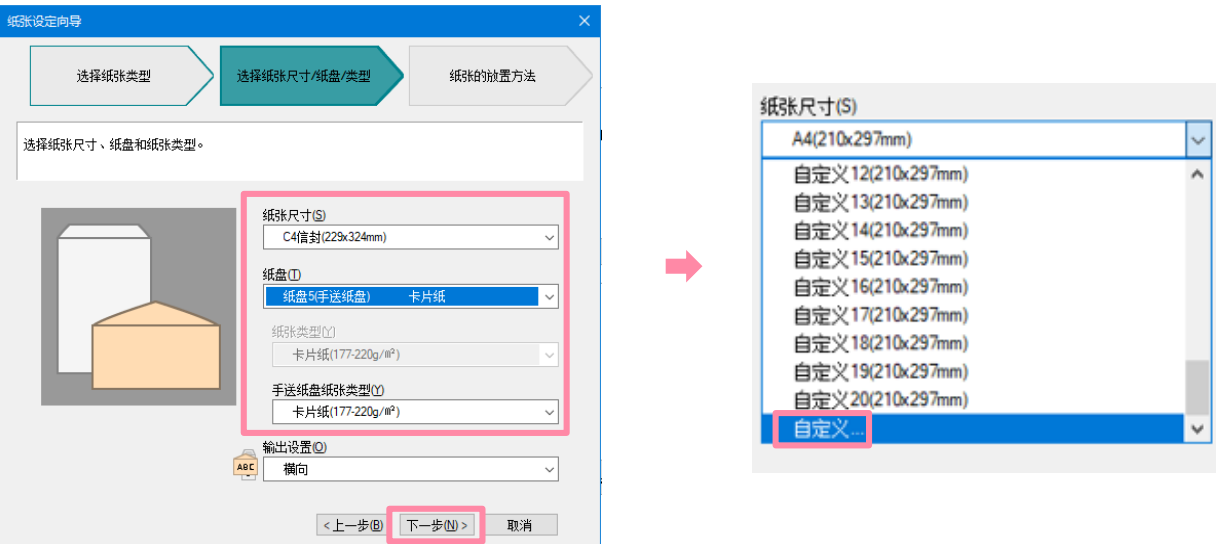 纸张设定向导
选择纸张类型
选择纸张尺寸/纸盘/类型
纸张的放置方法
选择纸张尺寸、纸盘和纸张类型。
纸张尺寸(S)
C4信封(229x324mm)
纸盘(T)
纸盘5(手送纸盘) 卡片纸
纸张类型(Y)
卡片纸(177-220g/m²)
手送纸盘纸张类型(Y)
卡片纸(177-220g/m²)
输出设置(O)
ABC
横向
<上一步(B)
下一步(N)>
取消
纸张尺寸(S)
A4(210x297mm)
自定义12(210x297mm)
自定义13(210x297mm)
自定义14(210x297mm)
自定义15(210x297mm)
自定义16(210x297mm)
自定义17(210x297mm)
自定义18(210x297mm)
自定义19(210x297mm)
自定义20(210x297mm)
自定义...